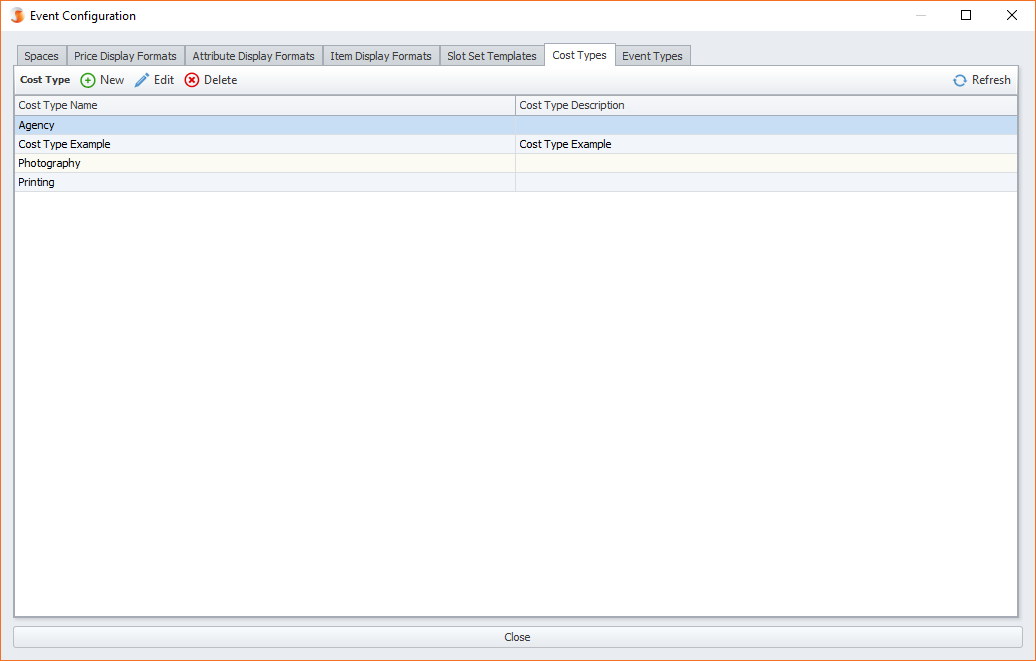 Event Configuration
Spaces Price Display Formats Attribute Display Formats Item Display Formats Slot Set Templates Cost Types Event Types
Cost Type New Edit Delete Refresh
Cost Type Name Cost Type Description
Agency
Cost Type Example Cost Type Example
Photography
Printing
Close